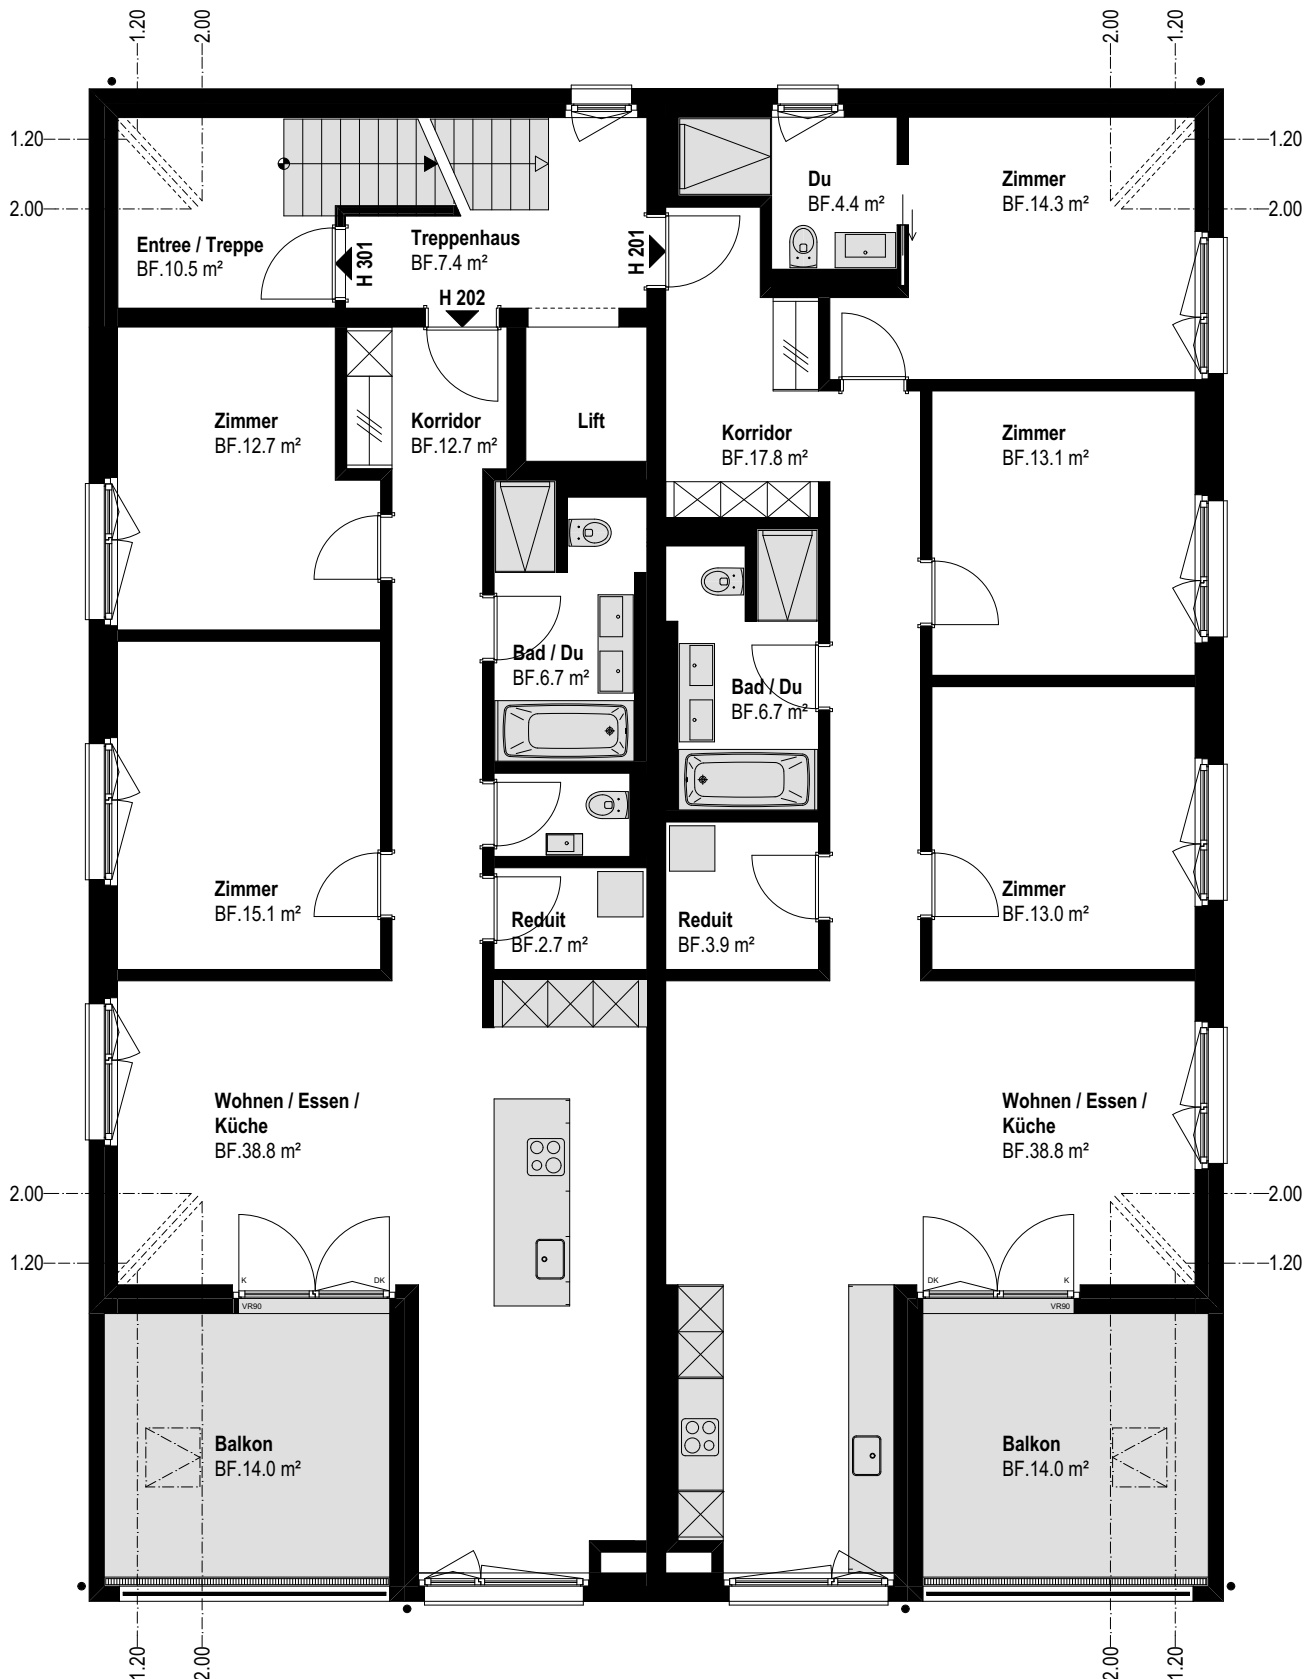 1.20
2.00
2.00
1.20
1.20
2.00
1.20
2.00
Du
BF.4.4 m²
Zimmer
BF.14.3 m²
Entree / Treppe
BF.10.5 m²
Treppenhaus
BF.7.4 m²
H 301
H 201
H 202
Zimmer
BF.12.7 m²
Korridor
BF.12.7 m²
Lift
Korridor
BF.17.8 m²
Zimmer
BF.13.1 m²
Bad / Du
BF.6.7 m²
Bad / Du
BF.6.7 m²
Zimmer
BF.15.1 m²
Reduit
BF.2.7 m²
Reduit
BF.3.9 m²
Zimmer
BF.13.0 m²
Wohnen / Essen /
Küche
BF.38.8 m²
Wohnen / Essen /
Küche
BF.38.8 m²
2.00
1.20
2.00
1.20
K
DK
VR90
DK
K
VR90
Balkon
BF.14.0 m²
Balkon
BF.14.0 m²
1.20
2.00
2.00
1.20